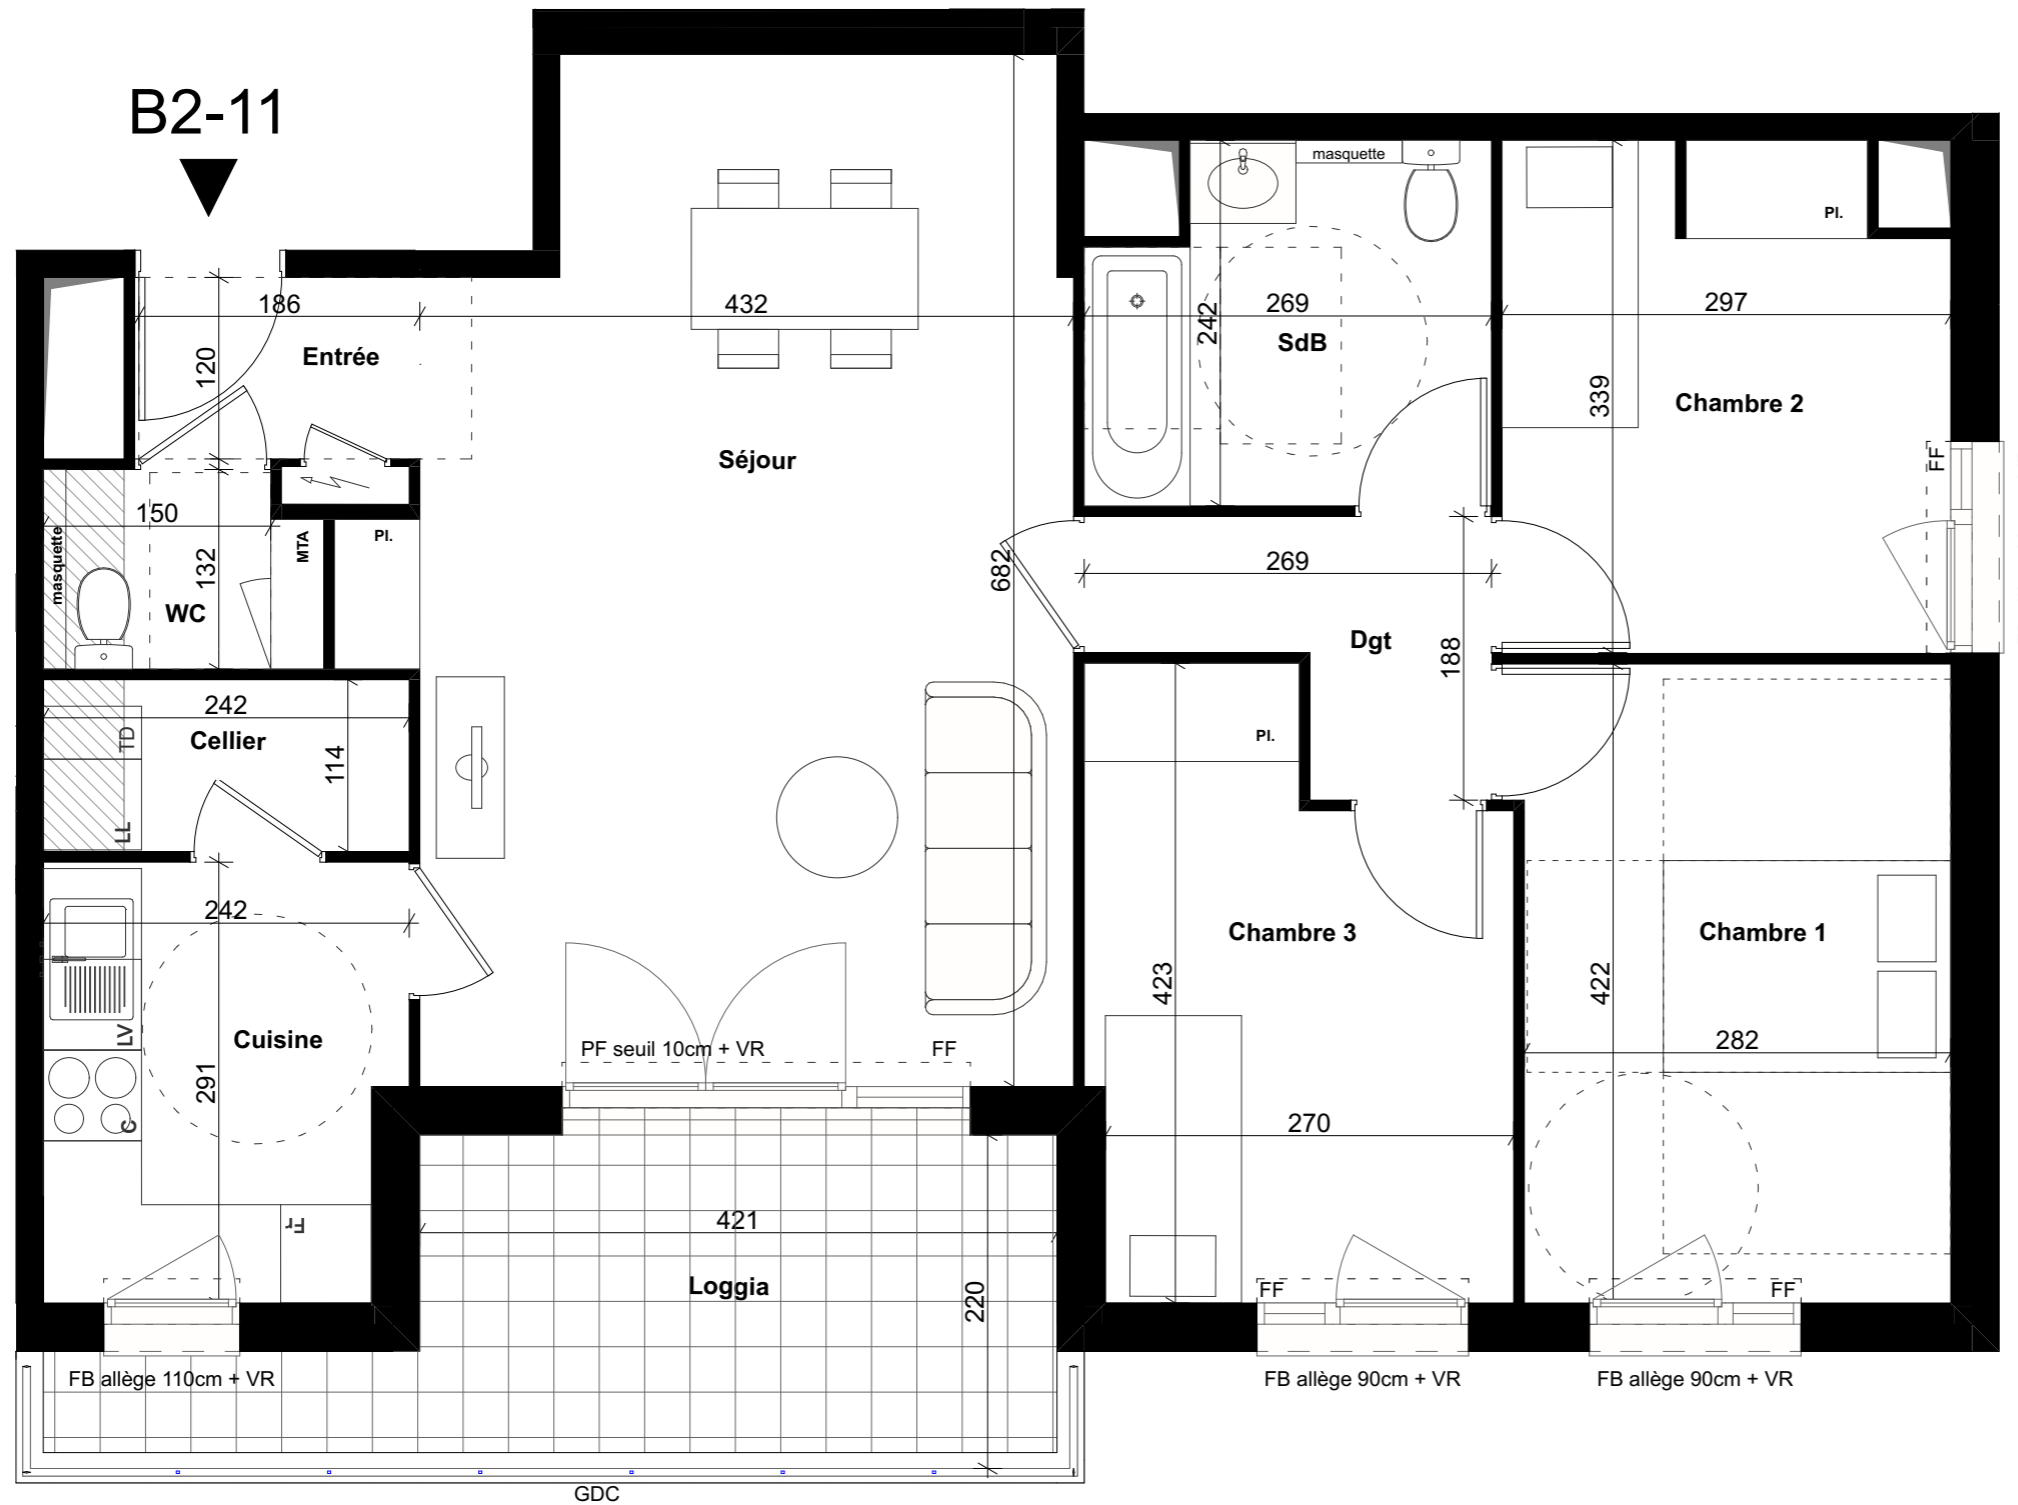 B2-11
masquette
Pl.
186
432
269
297
120
Entrée
242
SdB
339
Chambre 2
Séjour
FF
150
masquette
132
MTA
Pl.
WC
682
269
Dgt
188
242
TD
Cellier
114
LL
Pl.
242
Chambre 3
Chambre 1
423
422
LV
Cuisine
291
PF seuil 10cm + VR
FF
282
C
270
Fr
421
Loggia
220
FF
FF
FB allège 110cm + VR
FB allège 90cm + VR
FB allège 90cm + VR
GDC